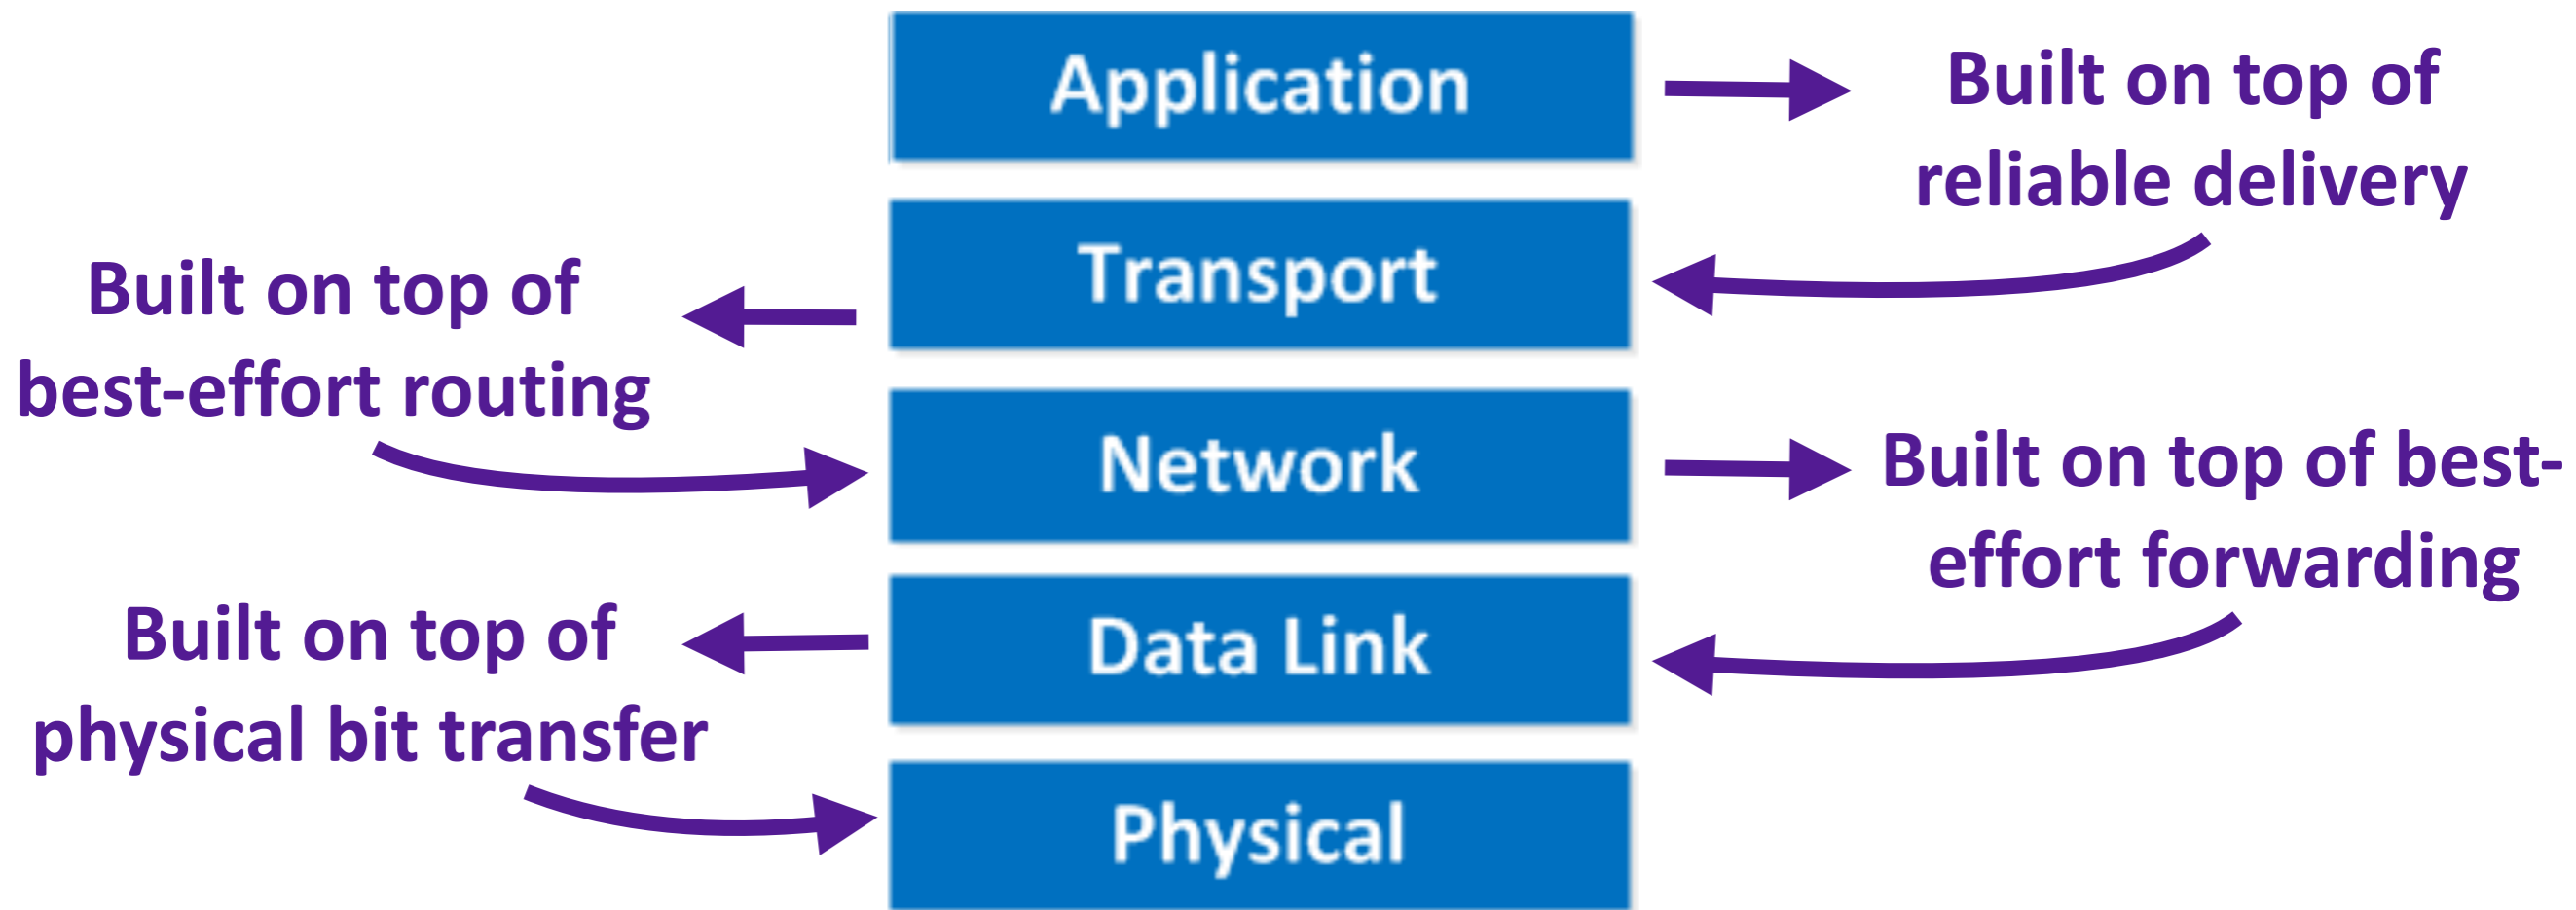 Application
Built on top of
reliable delivery
Transport
Built on top of
best-effort routing
Network
Built on top of best-
effort forwarding
Data Link
Built on top of
physical bit transfer
Physical